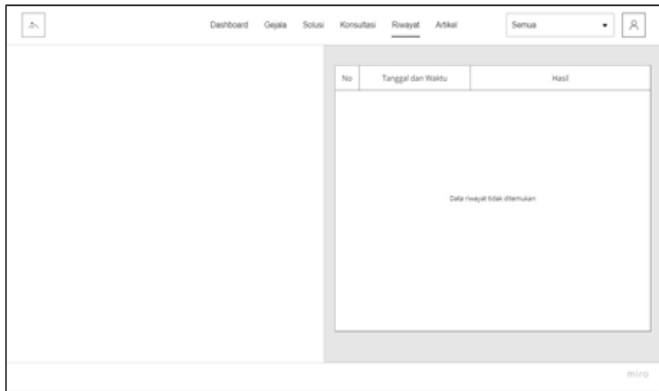 Dashboard Gejala Solusi Konsultasi Riwayat Artikel Semua
No Tanggal dan Waktu Hasil
Data riwayat tidak ditemukan
miro